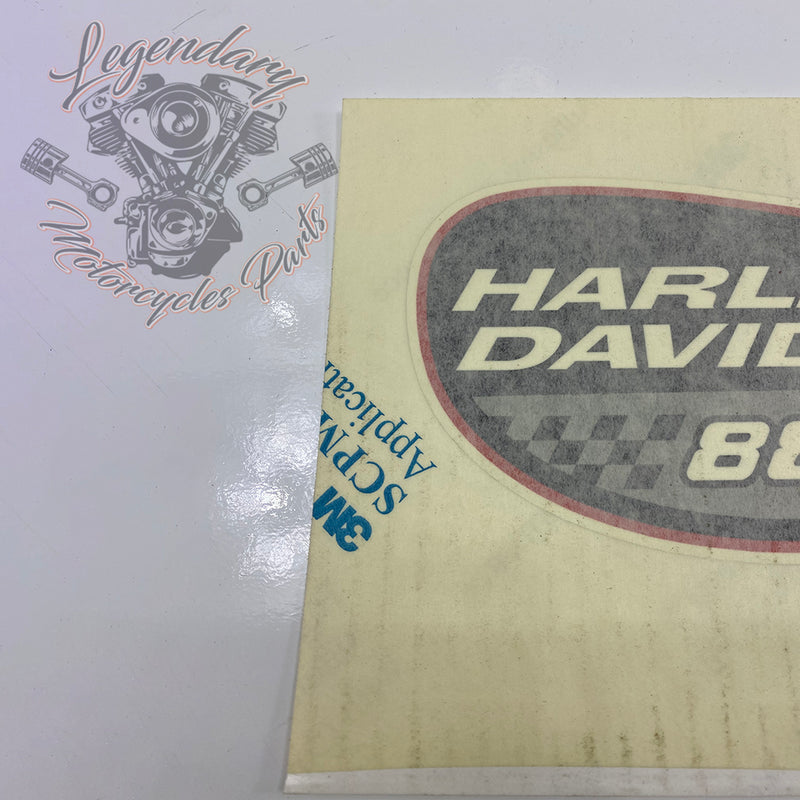 Legendary
Motorcycles Parts
HARL
DAVID
88
3M
SCPM
Applicat